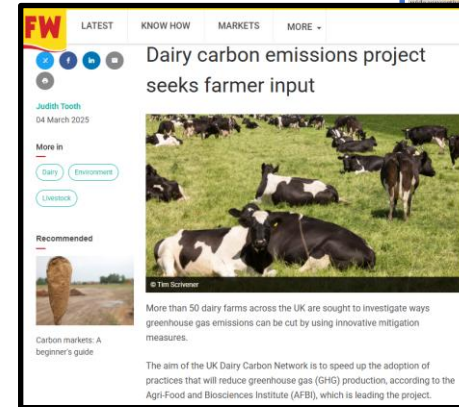 FW
LATEST
KNOW HOW
MARKETS
MORE
Dairy carbon emissions project
seeks farmer input
Judith Tooth
04 March 2025
More in
Dairy
Environment
Livestock
Recommended
Carbon markets: A
beginner's guide
© Tim Scrivener
More than 50 dairy farms across the UK are sought to investigate ways
greenhouse gas emissions can be cut by using innovative mitigation
measures.
The aim of the UK Dairy Carbon Network is to speed up the adoption of
practices that will reduce greenhouse gas (GHG) production, according to the
Agri-Food and Biosciences Institute (AFBI), which is leading the project.